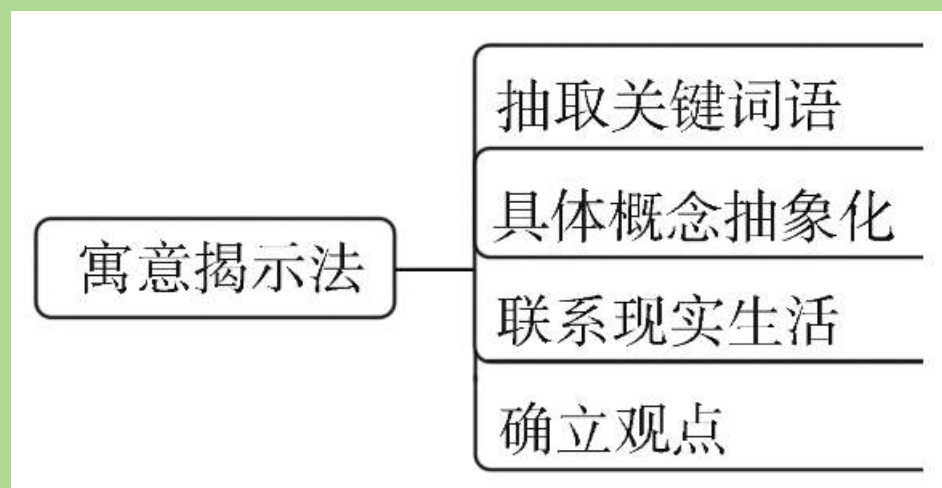 寓意揭示法
抽取关键词语
具体概念抽象化
联系现实生活
确立观点